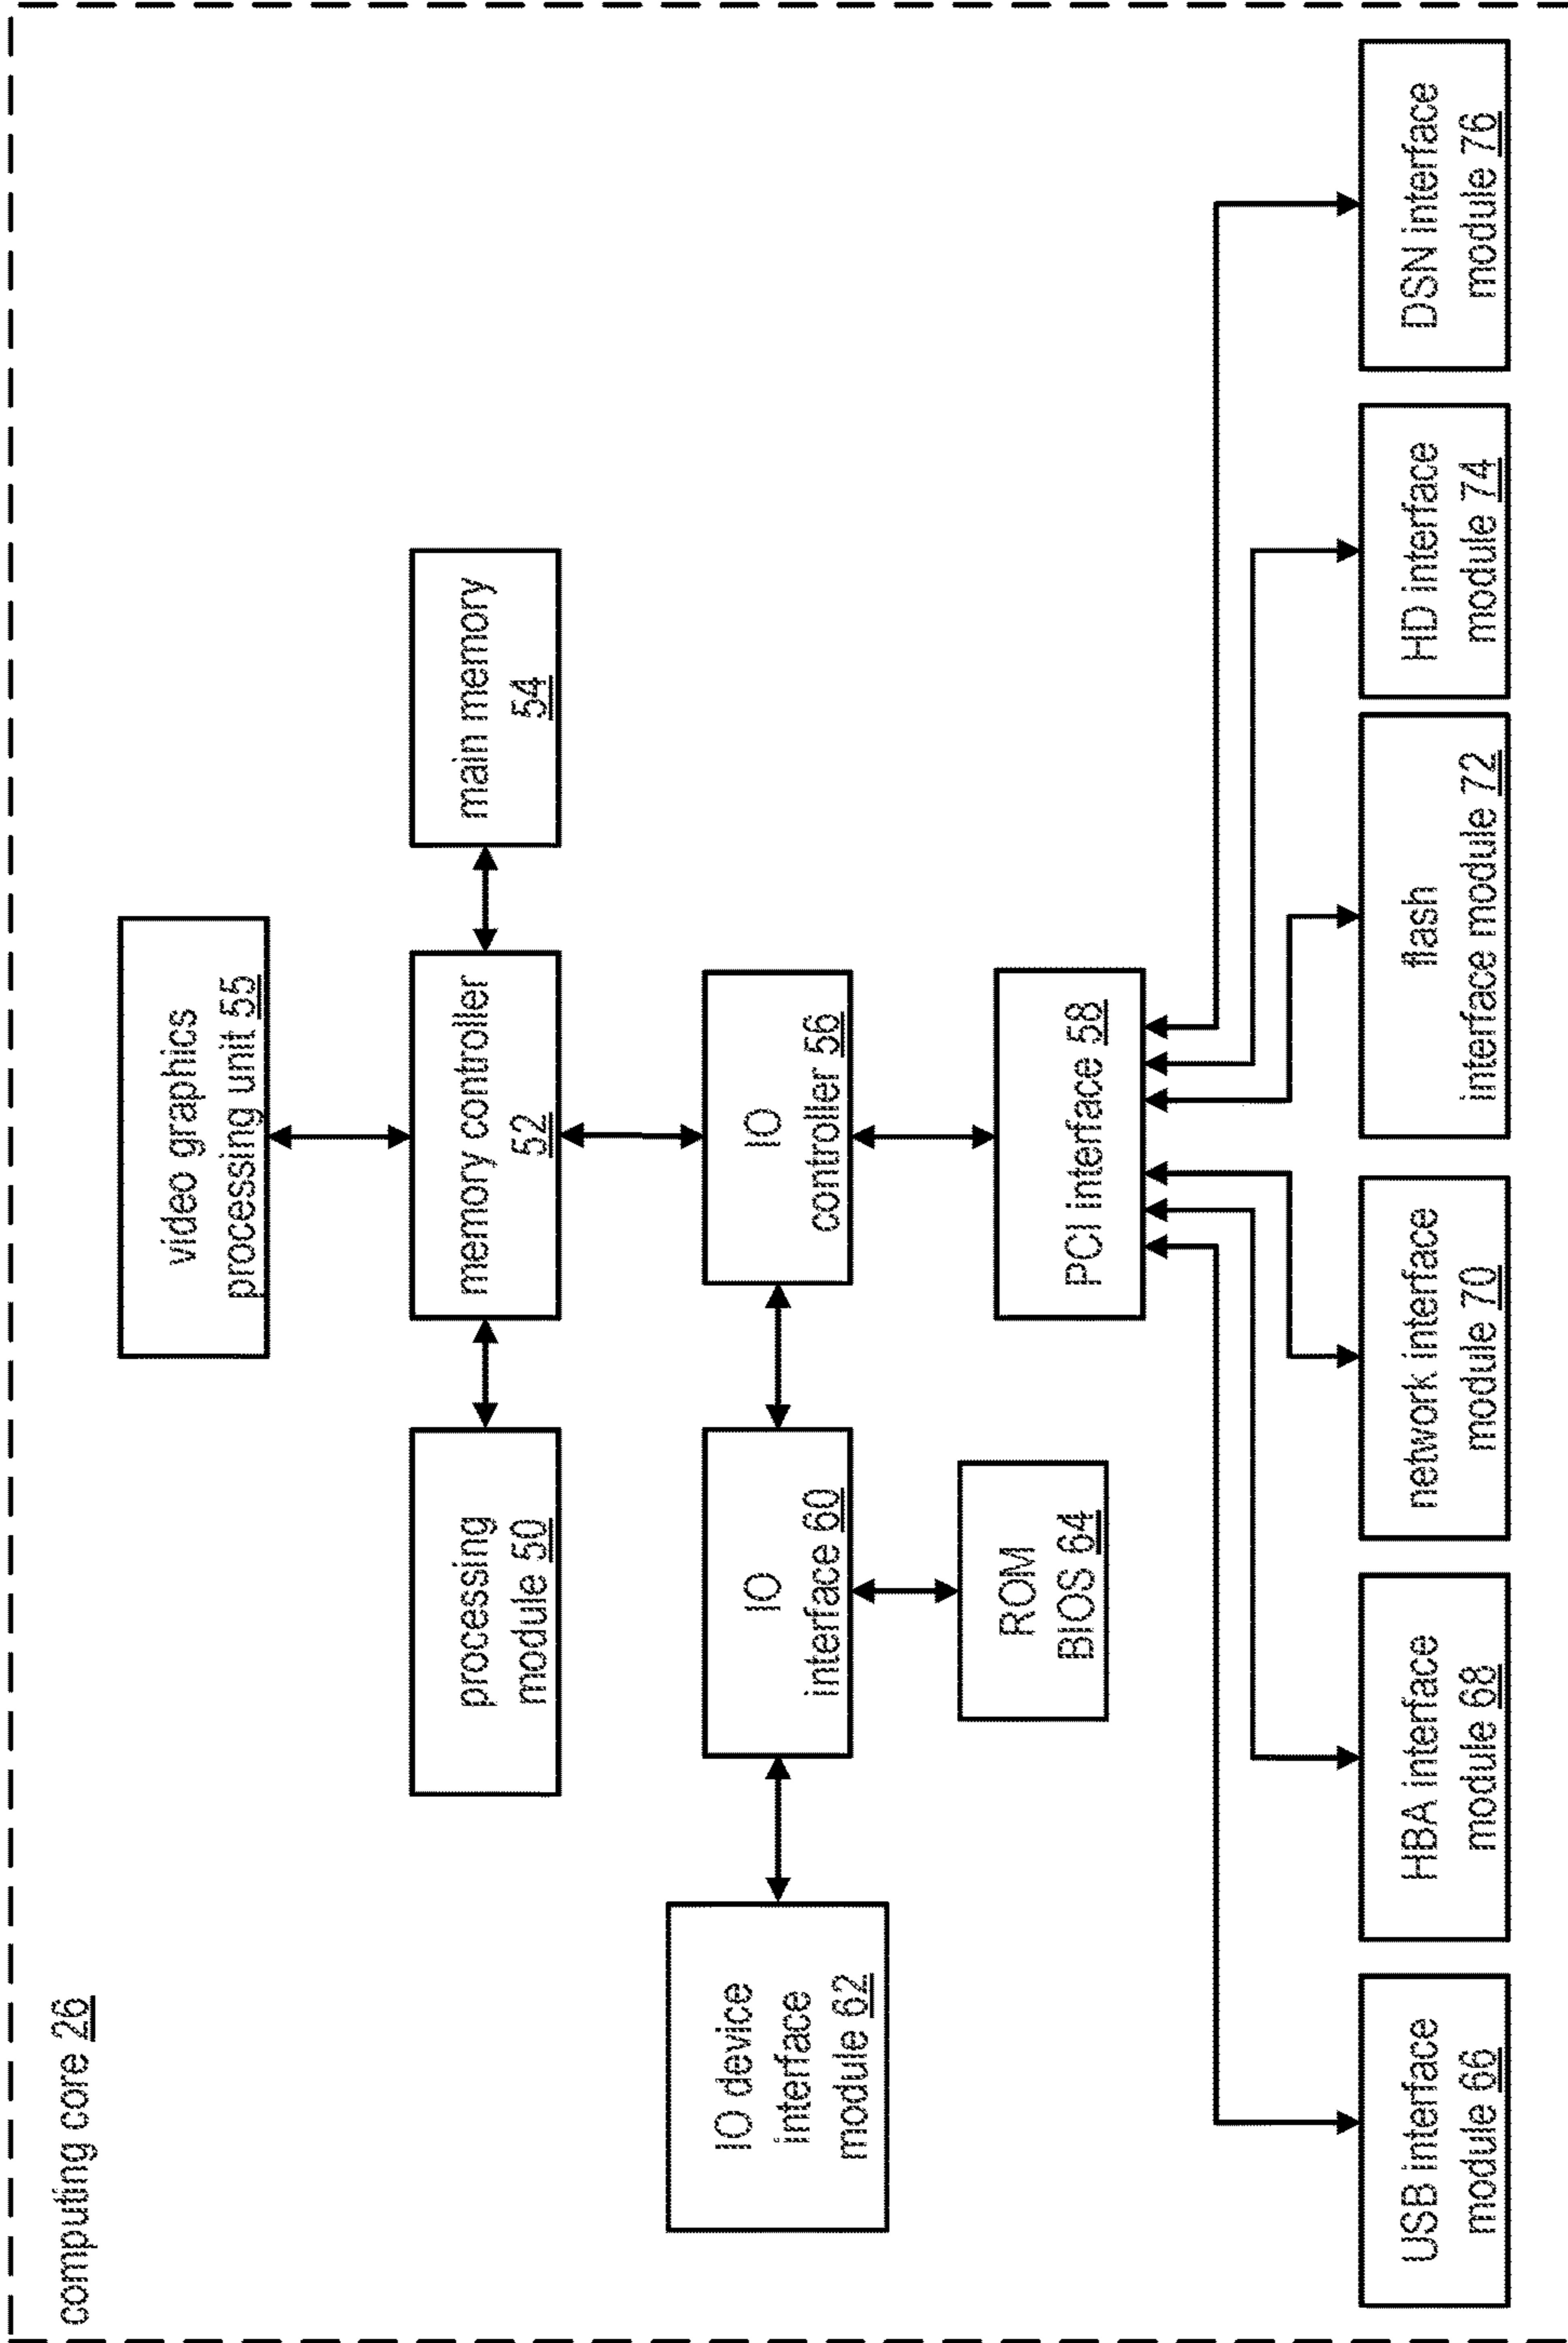 computing core 26
video graphics
processing unit 55
processing
module 50
memory controller
52
main memory
54
IO device
interface
module 62
IO
interface 60
IO
controller 56
ROM
BIOS 64
PCI interface 58
USB interface
module 66
HBA interface
module 68
network interface
module 70
flash
interface module 72
HD interface
module 74
DSN interface
module 76